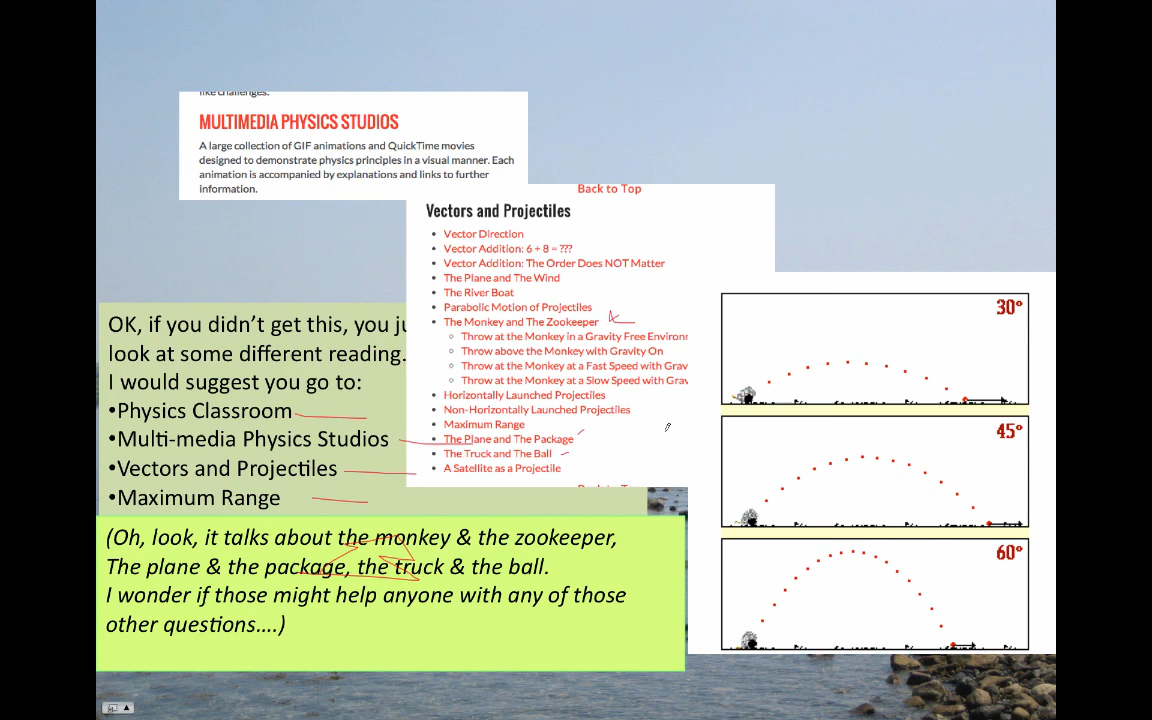 like challenges.
MULTIMEDIA PHYSICS STUDIOS
A large collection of GIF animations and QuickTime movies
designed to demonstrate physics principles in a visual manner. Each
animation is accompanied by explanations and links to further
information.
Back to Top
Vectors and Projectiles
• Vector Direction
• Vector Addition: 6 + 8 = ???
• Vector Addition: The Order Does NOT Matter
• The Plane and The Wind
• The River Boat
• Parabolic Motion of Projectiles
• The Monkey and The Zookeeper
◦ Throw at the Monkey in a Gravity Free Environ
◦ Throw above the Monkey with Gravity On
◦ Throw at the Monkey at a Fast Speed with Grav
◦ Throw at the Monkey at a Slow Speed with Grav
• Horizontally Launched Projectiles
• Non-Horizontally Launched Projectiles
• Maximum Range
• The Plane and The Package
• The Truck and The Ball
• A Satellite as a Projectile
OK, if you didn't get this, you
look at some different reading.
I would suggest you go to:
•Physics Classroom
•Multi-media Physics Studios
•Vectors and Projectiles
•Maximum Range
(Oh, look, it talks about the monkey & the zookeeper,
The plane & the package, the truck & the ball.
I wonder if those might help anyone with any of those
other questions....)
30°
45°
60°